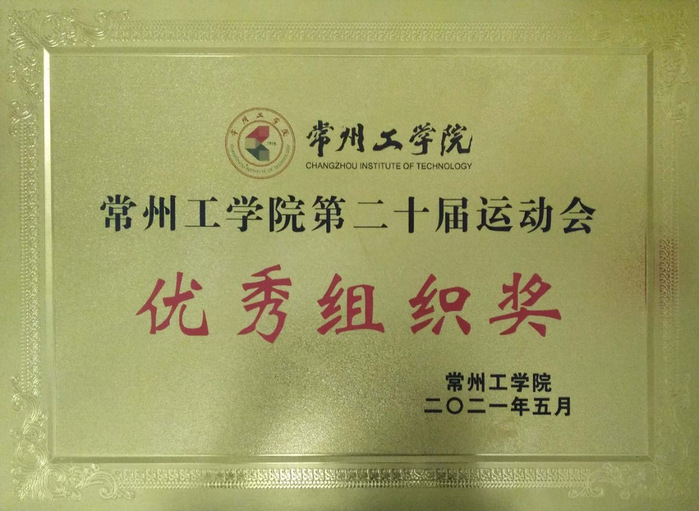 常州工学院
CHANGZHOU INSTITUTE OF TECHNOLOGY
常州工学院第二十届运动会
优秀组织奖
常州工学院
二〇二一年五月